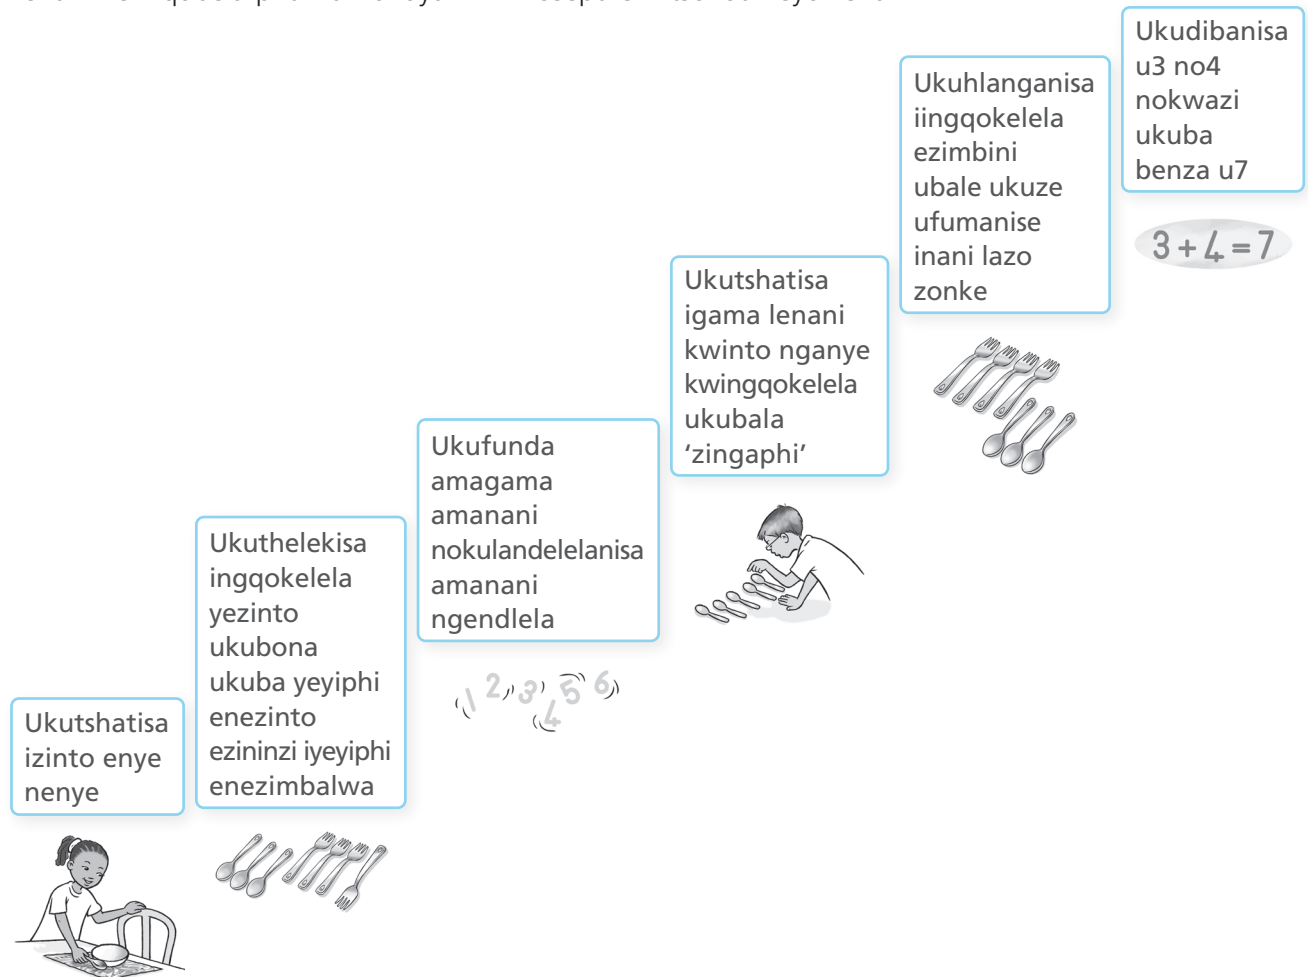 Ukutshatisa
izinto enye
nenye
Ukuthelekisa
ingqokelela
yezinto
ukubona
ukuba yeyiphi
enezinto
ezininzi iyeyiphi
enezimbalwa
Ukufunda
amagama
amanani
nokulandelelanisa
amanani
ngendlela
1 2 3 4 5 6
Ukutshatisa
igama lenani
kwinto nganye
kwingqokelela
ukubala
‘zingaphi’
Ukuhlanganisa
iingqokelela
ezimbini
ubale ukuze
ufumanise
inani lazo
zonke
Ukudibanisa
u3 no4
nokwazi
ukuba
benza u7
3 + 4 = 7